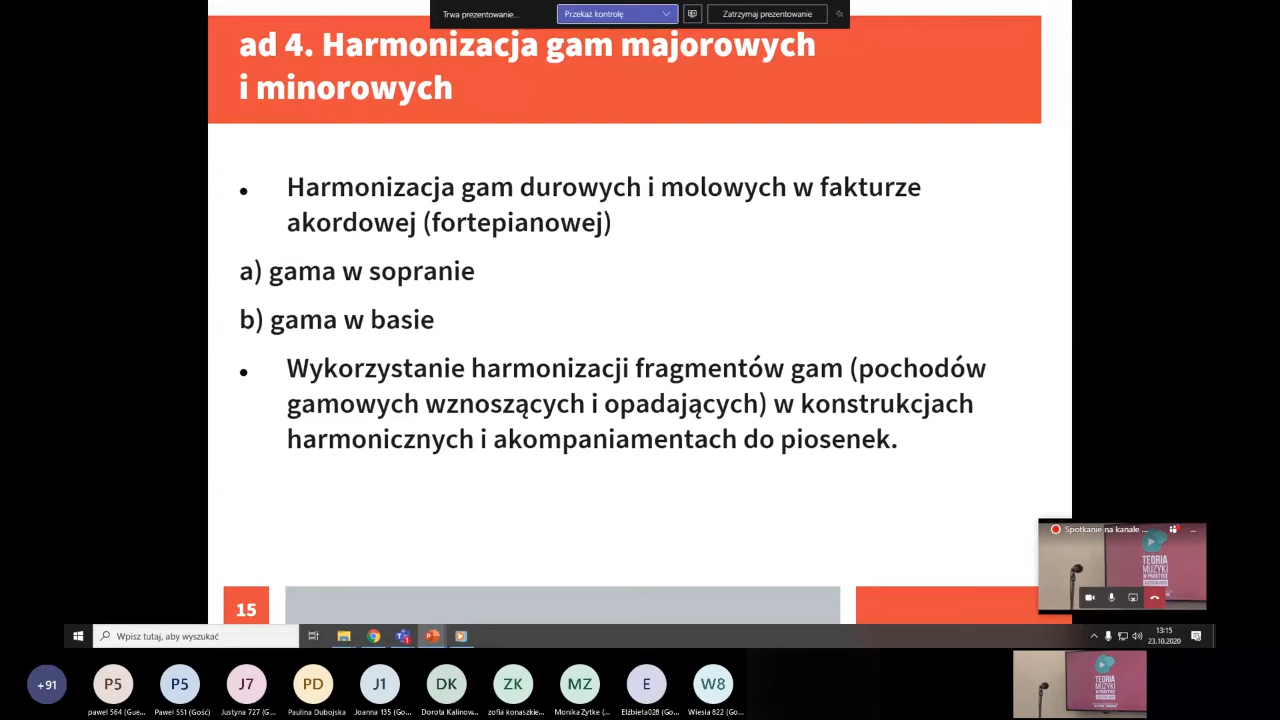 Trwa prezentowanie...
Przekaż kontrolę
Zatrzymaj prezentowanie
ad 4. Harmonizacja gam majorowych
i minorowych
• Harmonizacja gam durowych i molowych w fakturze
akordowej (fortepianowej)
a) gama w sopranie
b) gama w basie
• Wykorzystanie harmonizacji fragmentów gam (pochodów
gamowych wznoszących i opadających) w konstrukcjach
harmonicznych i akompaniamentach do piosenek.
Spotkanie na kanale ...
TEORIA
MUZYKI
W PRAKTYCE
15
Wpisz tutaj, aby wyszukać
13:15
23.10.2020
+91
P5
P5
J7
PD
J1
DK
ZK
MZ
E
W8
paweł 564 (Gue...
Paweł 551 (Gość)
Justyna 727 (G...
Paulina Dubojska
Joanna 135 (Go...
Dorota Kalinow...
zofia konaszkie...
Monika Zytke (...
Elżbieta028 (Go...
Wiesia 822 (Go...
TEORIA
MUZYKI
W PRAKTYCE